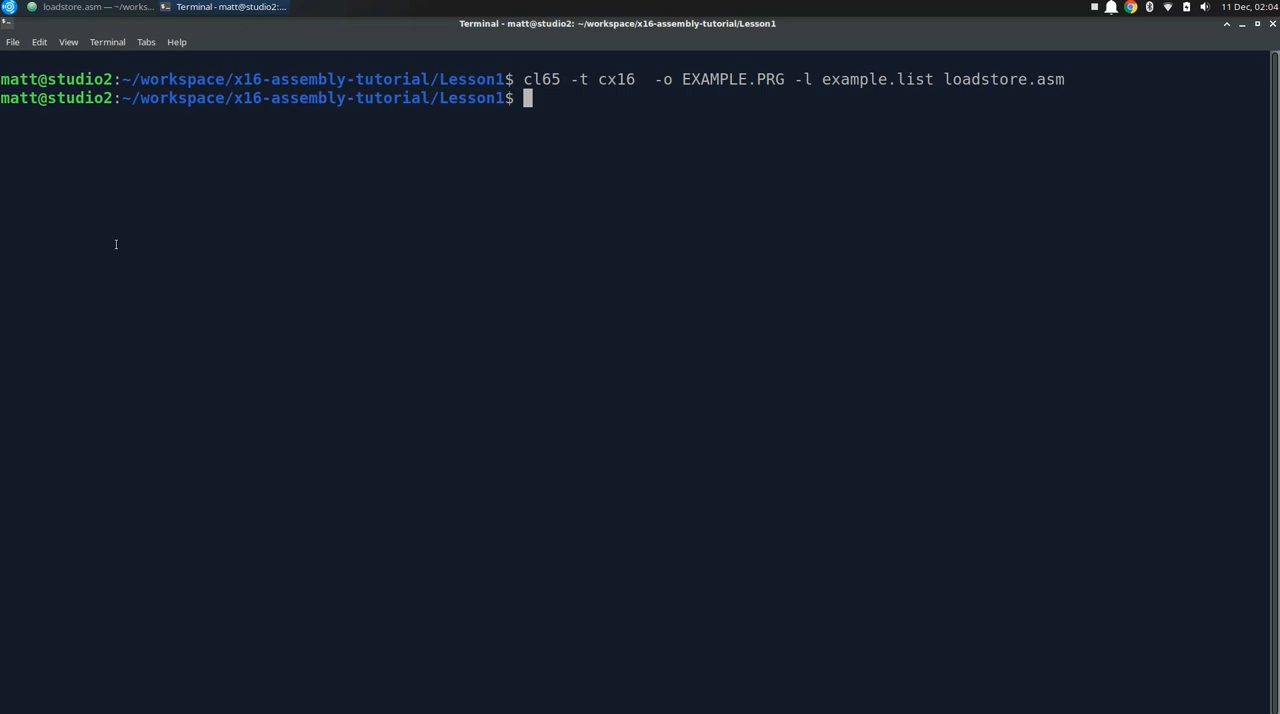 loadstore.asm — ~/works... Terminal - matt@studio2:... 11 Dec, 02:04
Terminal - matt@studio2: ~/workspace/x16-assembly-tutorial/Lesson1
File Edit View Terminal Tabs Help
matt@studio2:~/workspace/x16-assembly-tutorial/Lesson1$ cl65 -t cx16  -o EXAMPLE.PRG -l example.list loadstore.asm
matt@studio2:~/workspace/x16-assembly-tutorial/Lesson1$